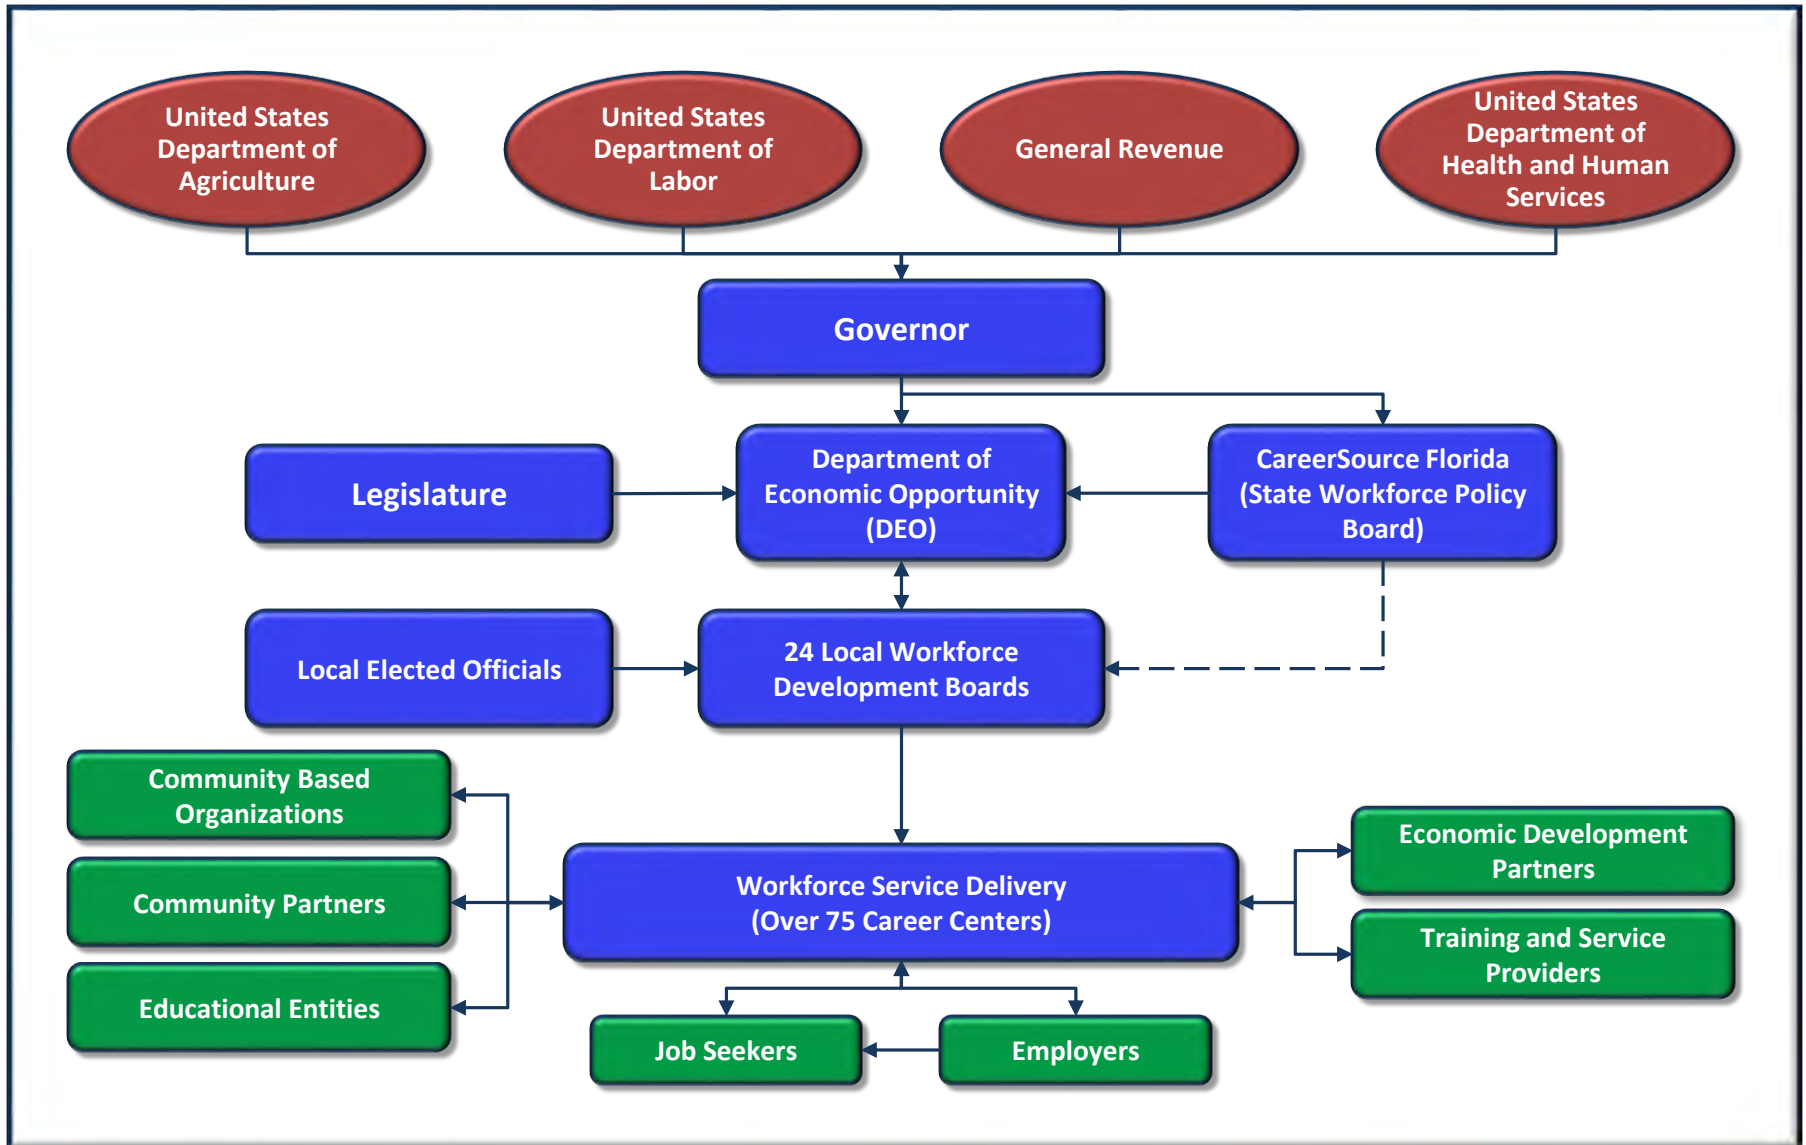 United States
Department of
Agriculture
United States
Department of
Labor
General Revenue
United States
Department of
Health and Human
Services
Governor
Legislature
Department of
Economic Opportunity
(DEO)
CareerSource Florida
(State Workforce Policy
Board)
Local Elected Officials
24 Local Workforce
Development Boards
Community Based
Organizations
Community Partners
Educational Entities
Workforce Service Delivery
(Over 75 Career Centers)
Economic Development
Partners
Training and Service
Providers
Job Seekers
Employers